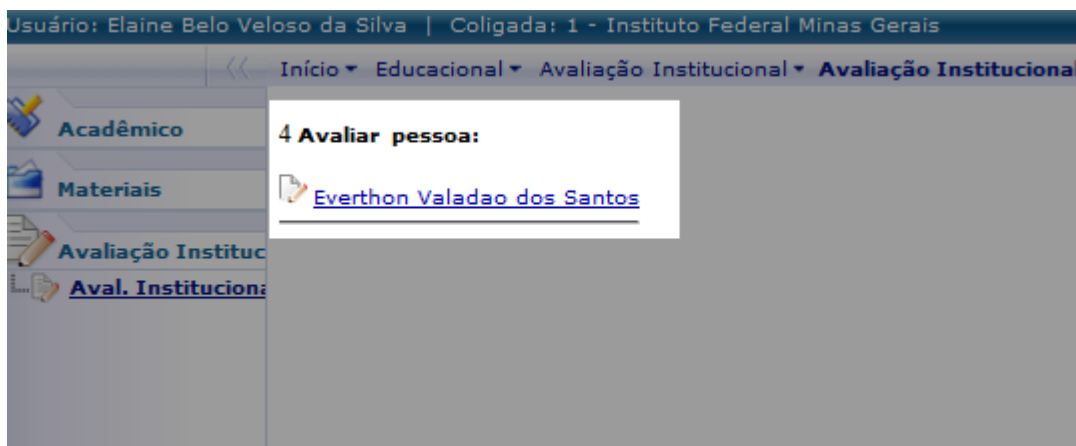 Usuário: Elaine Belo Veloso da Silva | Coligada: 1 - Instituto Federal Minas Gerais
Início Educacional Avaliação Institucional Avaliação Institucional
Acadêmico
4 Avaliar pessoa:
Materiais
Everthon Valadao dos Santos
Avaliação Instituc
Aval. Instituciona